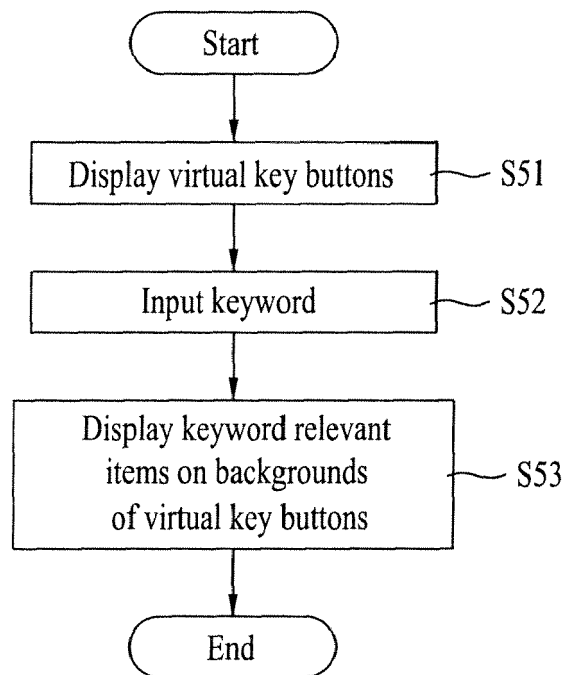 Start
Display virtual key buttons
S51
Input keyword
S52
Display keyword relevant
items on backgrounds
of virtual key buttons
S53
End